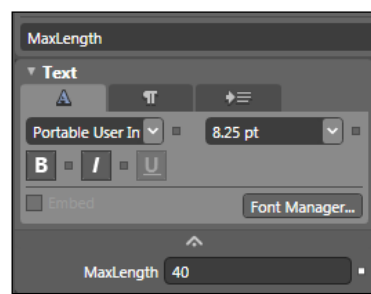 MaxLength
Text
A ¶
Portable User In 8.25 pt
B I U
Embed Font Manager...
MaxLength 40